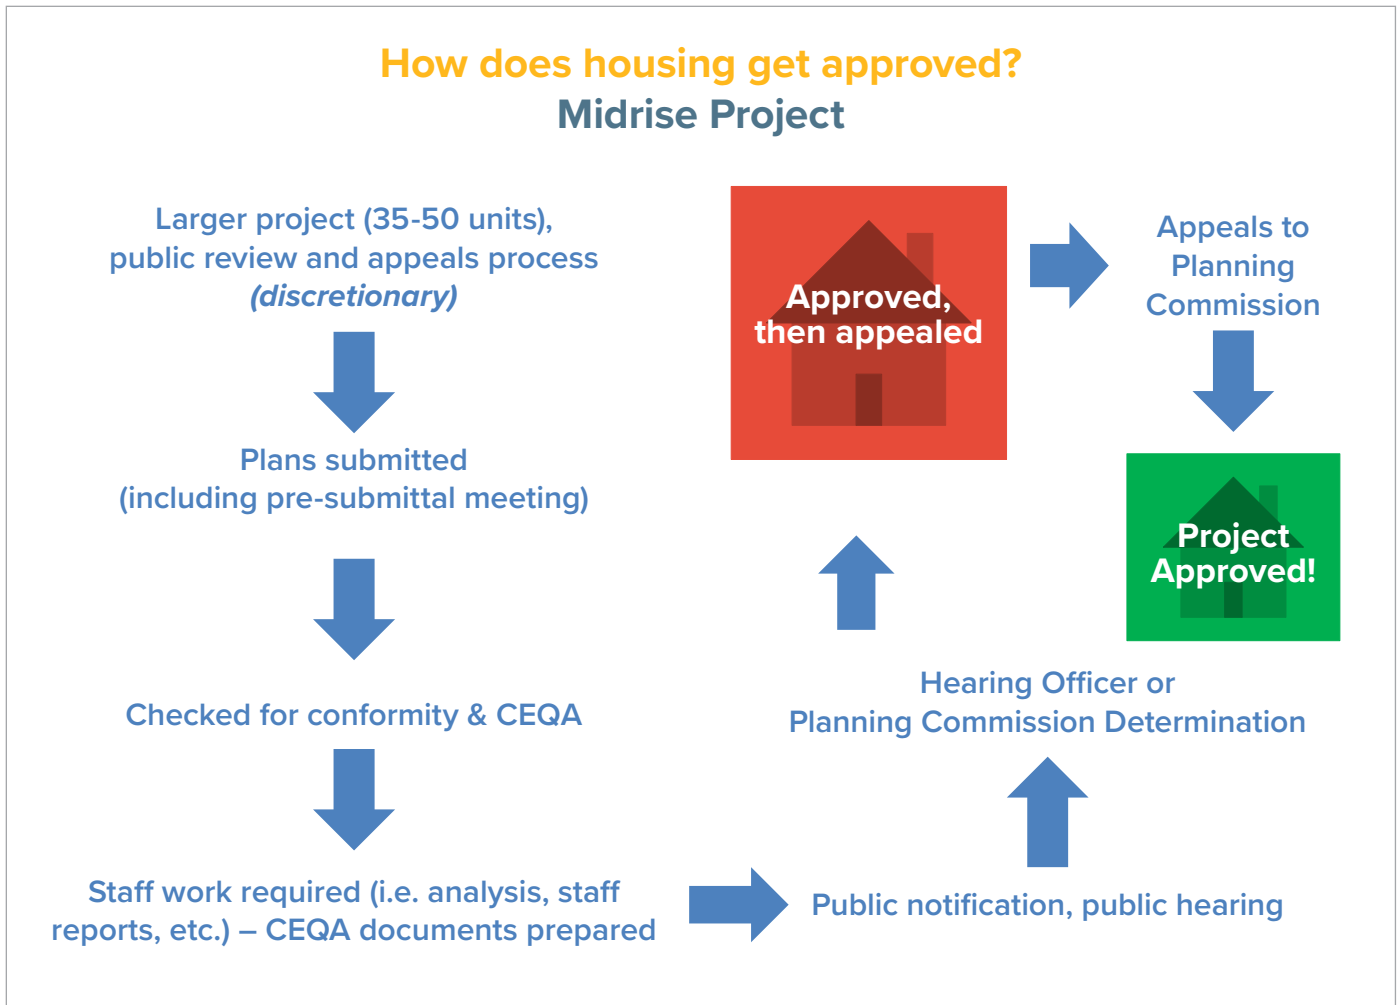 How does housing get approved?
Midrise Project
Larger project (35-50 units),
public review and appeals process
(discretionary)
Plans submitted
(including pre-submittal meeting)
Checked for conformity & CEQA
Staff work required (i.e. analysis, staff
reports, etc.) – CEQA documents prepared
Public notification, public hearing
Hearing Officer or
Planning Commission Determination
Approved,
then appealed
Appeals to
Planning
Commission
Project
Approved!